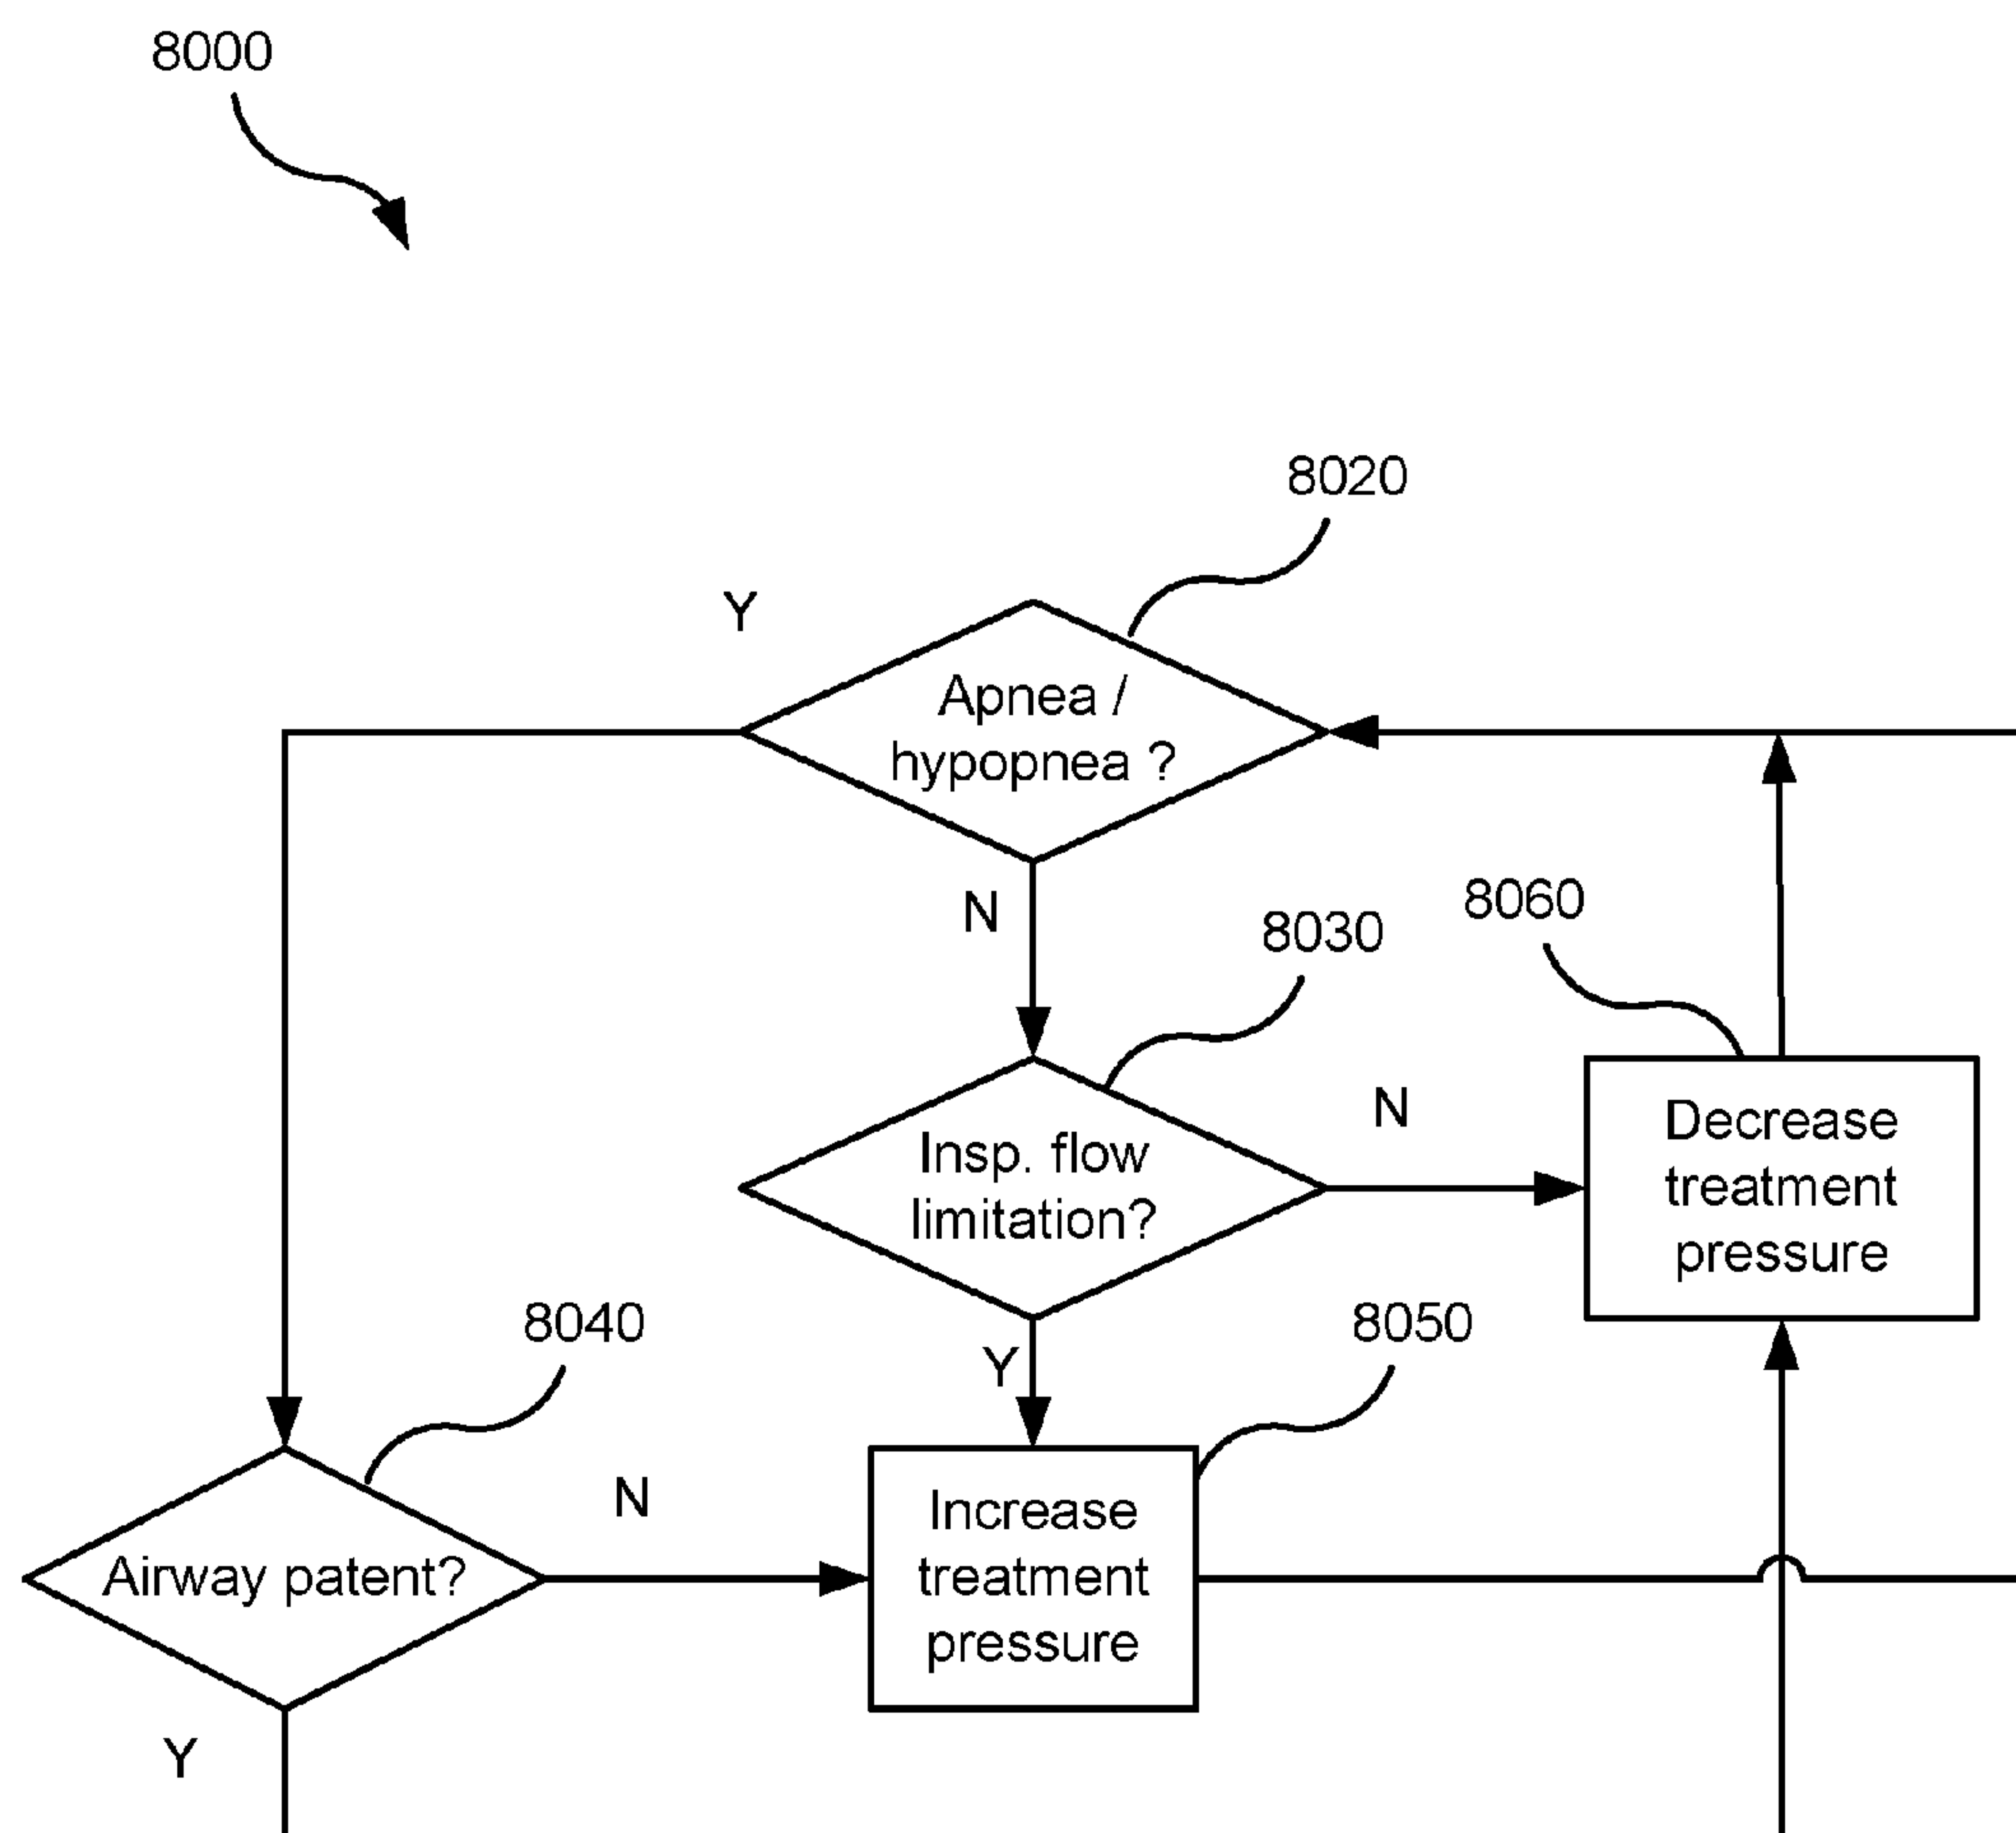 8000
8020
Y
Apnea /
hypopnea ?
N
8060
8030
N
Decrease
treatment
pressure
Insp. flow
limitation?
8040
8050
Y
N
Increase
treatment
pressure
Airway patent?
Y